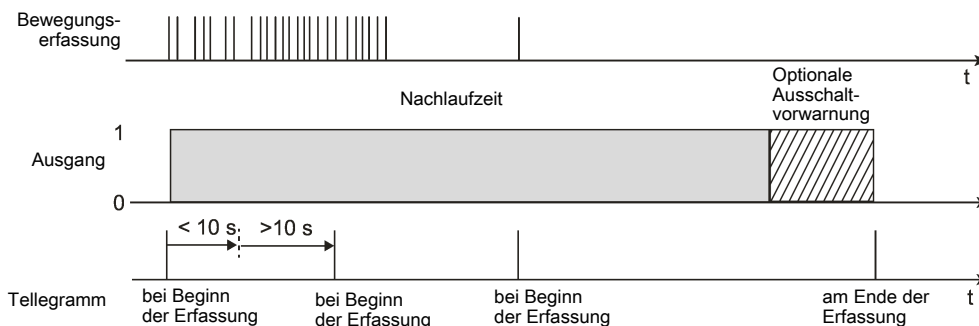 Bewegungs-
erfassung
t
Nachlaufzeit
Optionale
Ausschalt-
vorwarnung
1
Ausgang
0
< 10 s
>10 s
Tellegramm
bei Beginn
der Erfassung
bei Beginn
der Erfassung
bei Beginn
der Erfassung
am Ende der
Erfassung
t